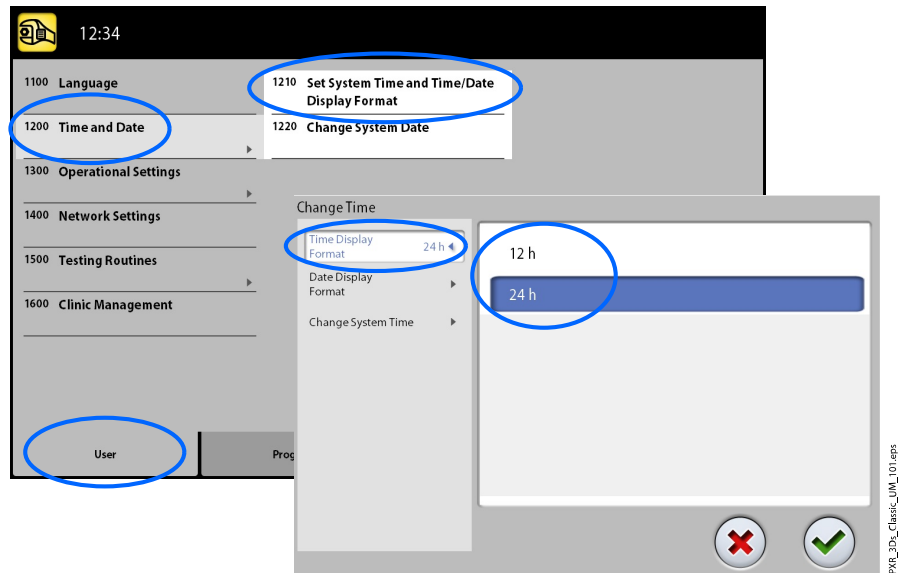 12:34
1100 Language
1200 Time and Date
1300 Operational Settings
1400 Network Settings
1500 Testing Routines
1600 Clinic Management
1210 Set System Time and Time/Date
Display Format
1220 Change System Date
User
Prog
Change Time
Time Display
Format 24 h
Date Display
Format
Change System Time
12 h
24 h
PXR_3Ds_Classic_UM_101.eps